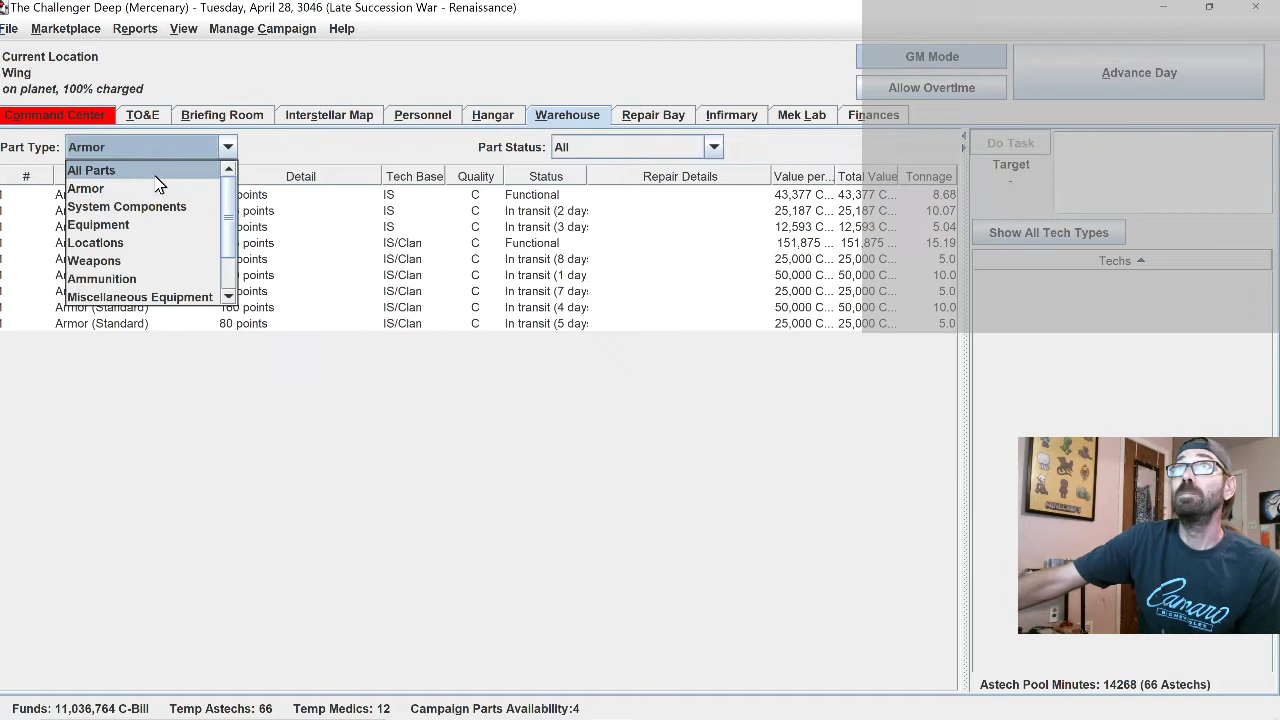 The Challenger Deep (Mercenary) - Tuesday, April 28, 3046 (Late Succession War - Renaissance)
File Marketplace Reports View Manage Campaign Help
Current Location
Wing
on planet, 100% charged
GM Mode
Allow Overtime
Advance Day
Command Center TO&E Briefing Room Interstellar Map Personnel Hangar Warehouse Repair Bay Infirmary Mek Lab Finances
Part Type: Armor Part Status: All
Do Task
Target
-
Show All Tech Types
Techs
All Parts
Armor
System Components
Equipment
Locations
Weapons
Ammunition
Miscellaneous Equipment
# Detail Tech Base Quality Status Repair Details Value per... Total Value Tonnage
points IS C Functional 43,377 C... 43,377 C... 8.68
points IS C In transit (2 day: 25,187 C... 25,187 C... 10.07
points IS C In transit (3 day: 12,593 C... 12,593 C... 5.04
points IS/Clan C Functional 151,875 ... 151,875 ... 15.19
points IS/Clan C In transit (8 day: 25,000 C... 25,000 C... 5.0
points IS/Clan C In transit (1 day: 50,000 C... 50,000 C... 10.0
points IS/Clan C In transit (7 day: 25,000 C... 25,000 C... 5.0
Armor (Standard) 160 points IS/Clan C In transit (4 day: 50,000 C... 50,000 C... 10.0
Armor (Standard) 80 points IS/Clan C In transit (5 day: 25,000 C... 25,000 C... 5.0
Camaro
Astech Pool Minutes: 14268 (66 Astechs)
Funds: 11,036,764 C-Bill Temp Astechs: 66 Temp Medics: 12 Campaign Parts Availability:4